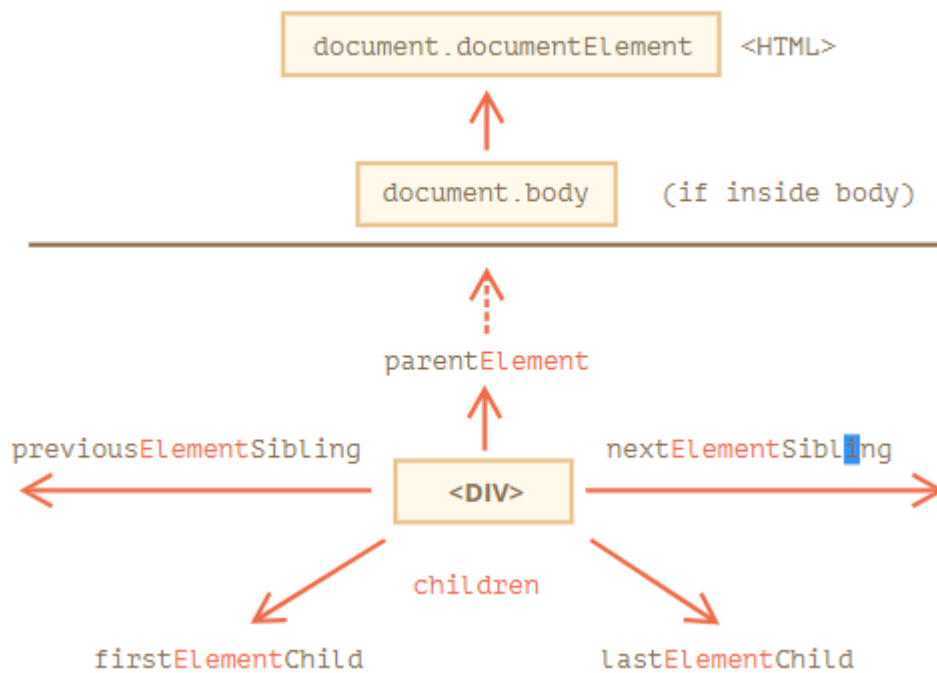 document.documentElement <HTML>
document.body (if inside body)
parentElement
previousElementSibling nextElementSibling
<DIV>
children
firstElementChild lastElementChild